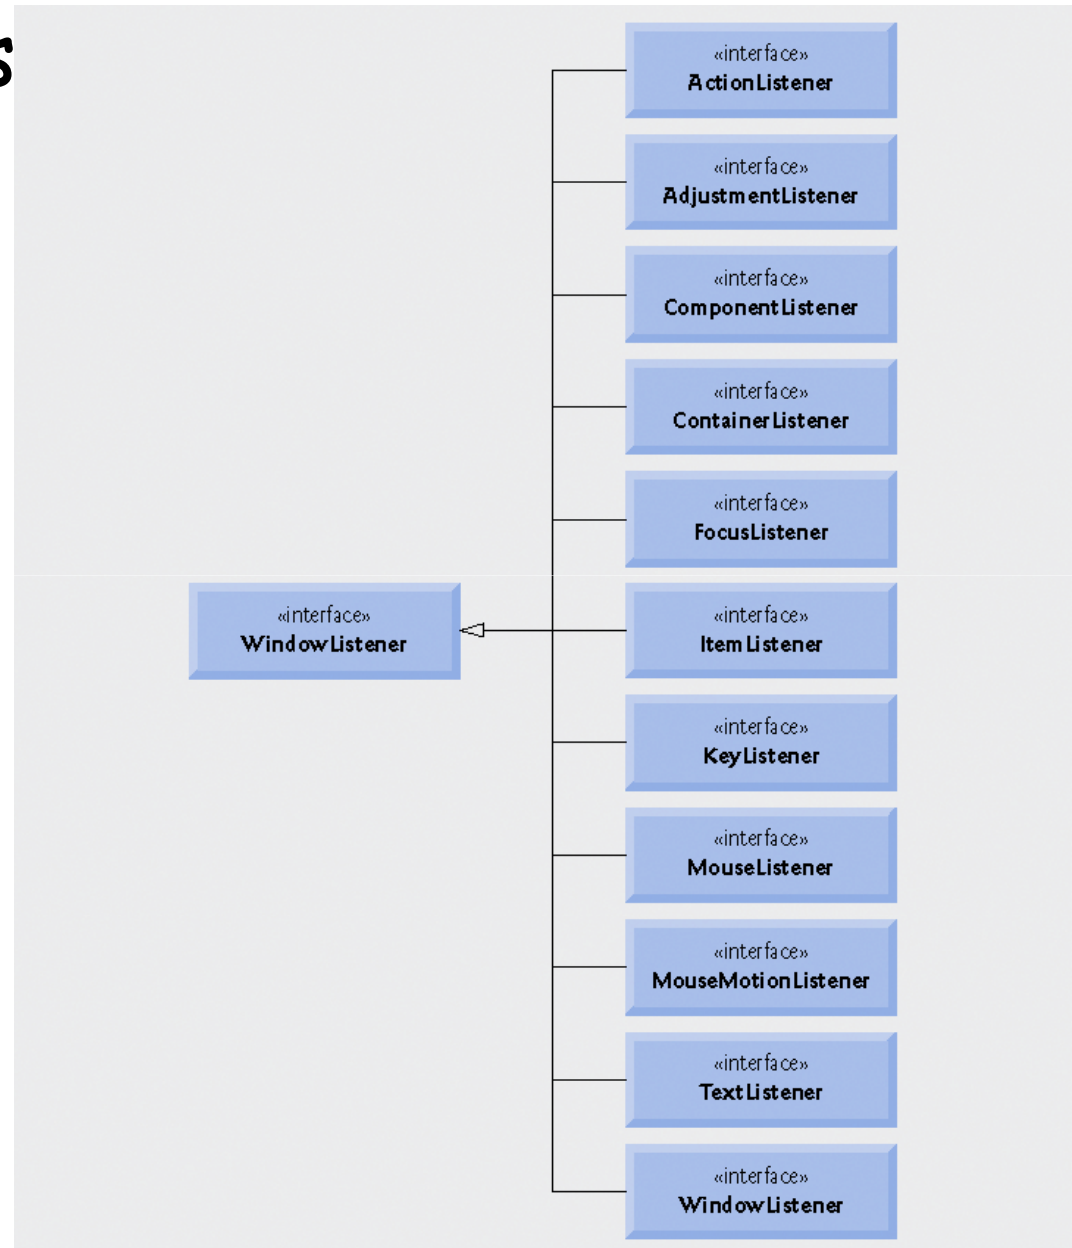 s
«interface»
ActionListener
«interface»
AdjustmentListener
«interface»
ComponentListener
«interface»
ContainerListener
«interface»
FocusListener
«interface»
WindowListener
«interface»
ItemListener
«interface»
KeyListener
«interface»
MouseListener
«interface»
MouseMotionListener
«interface»
TextListener
«interface»
WindowListener